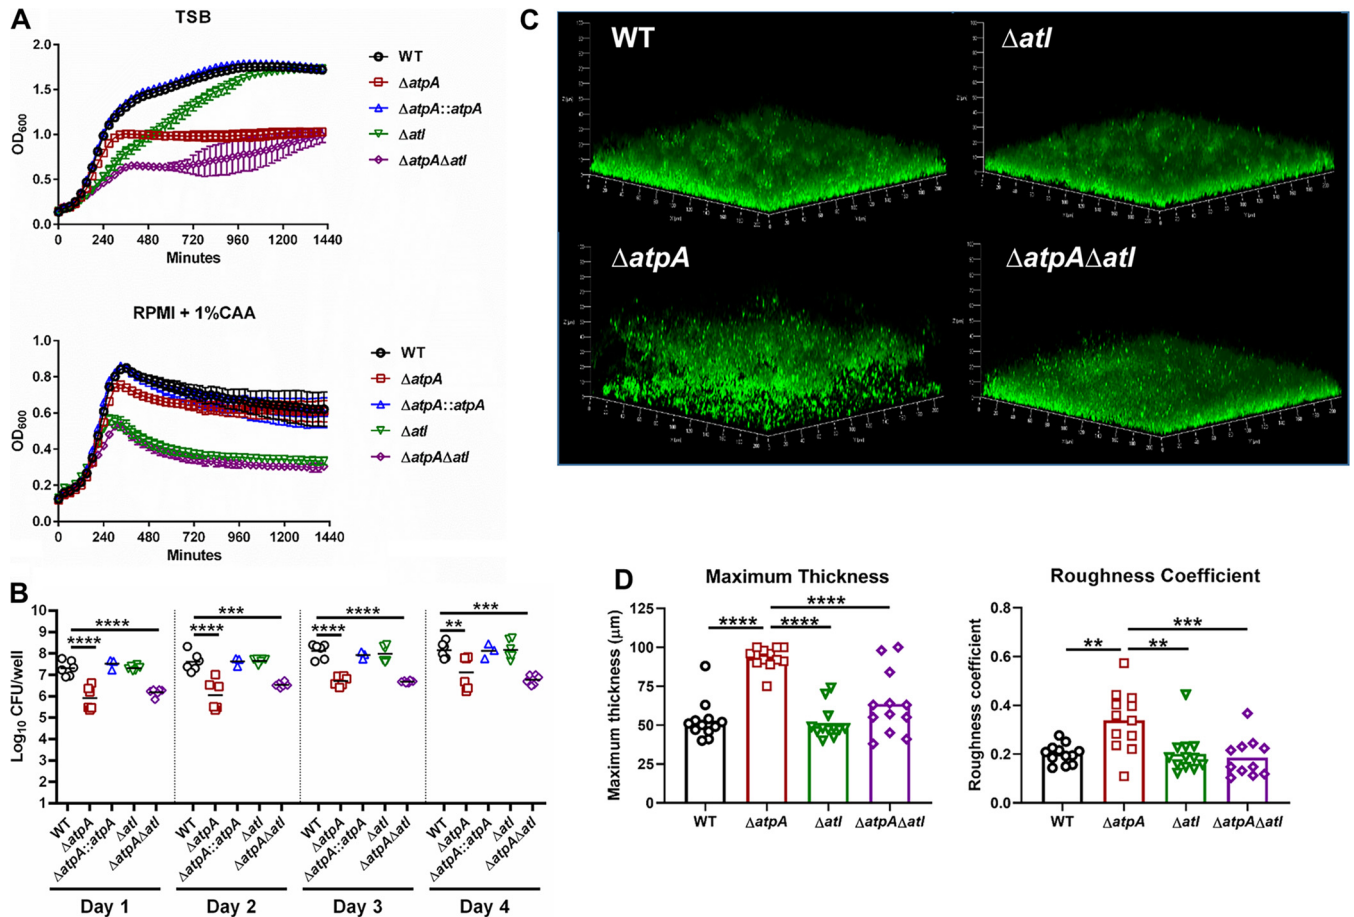 A
TSB
2.0
1.5
1.0
0.5
0.0
OD600
0 240 480 720 960 1200 1440
Minutes
WT
ΔatpA
ΔatpA::atpA
Δatl
ΔatpAΔatl
RPMI + 1%CAA
1.0
0.8
0.6
0.4
0.2
0.0
OD600
0 240 480 720 960 1200 1440
Minutes
WT
ΔatpA
ΔatpA::atpA
Δatl
ΔatpAΔatl
B
10
9
8
7
6
5
4
3
2
1
Log10 CFU/well
****
****
***
****
****
****
***
**
WT ΔatpA ΔatpA::atpA Δatl ΔatpAΔatl
WT ΔatpA ΔatpA::atpA Δatl ΔatpAΔatl
WT ΔatpA ΔatpA::atpA Δatl ΔatpAΔatl
WT ΔatpA ΔatpA::atpA Δatl ΔatpAΔatl
Day 1 Day 2 Day 3 Day 4
C
WT
Δatl
ΔatpA
ΔatpAΔatl
D
Maximum Thickness
125
100
75
50
25
0
Maximum thickness (μm)
****
**** ****
WT ΔatpA Δatl ΔatpAΔatl
Roughness Coefficient
0.8
0.6
0.4
0.2
0.0
Roughness coefficient
***
** **
WT ΔatpA Δatl ΔatpAΔatl